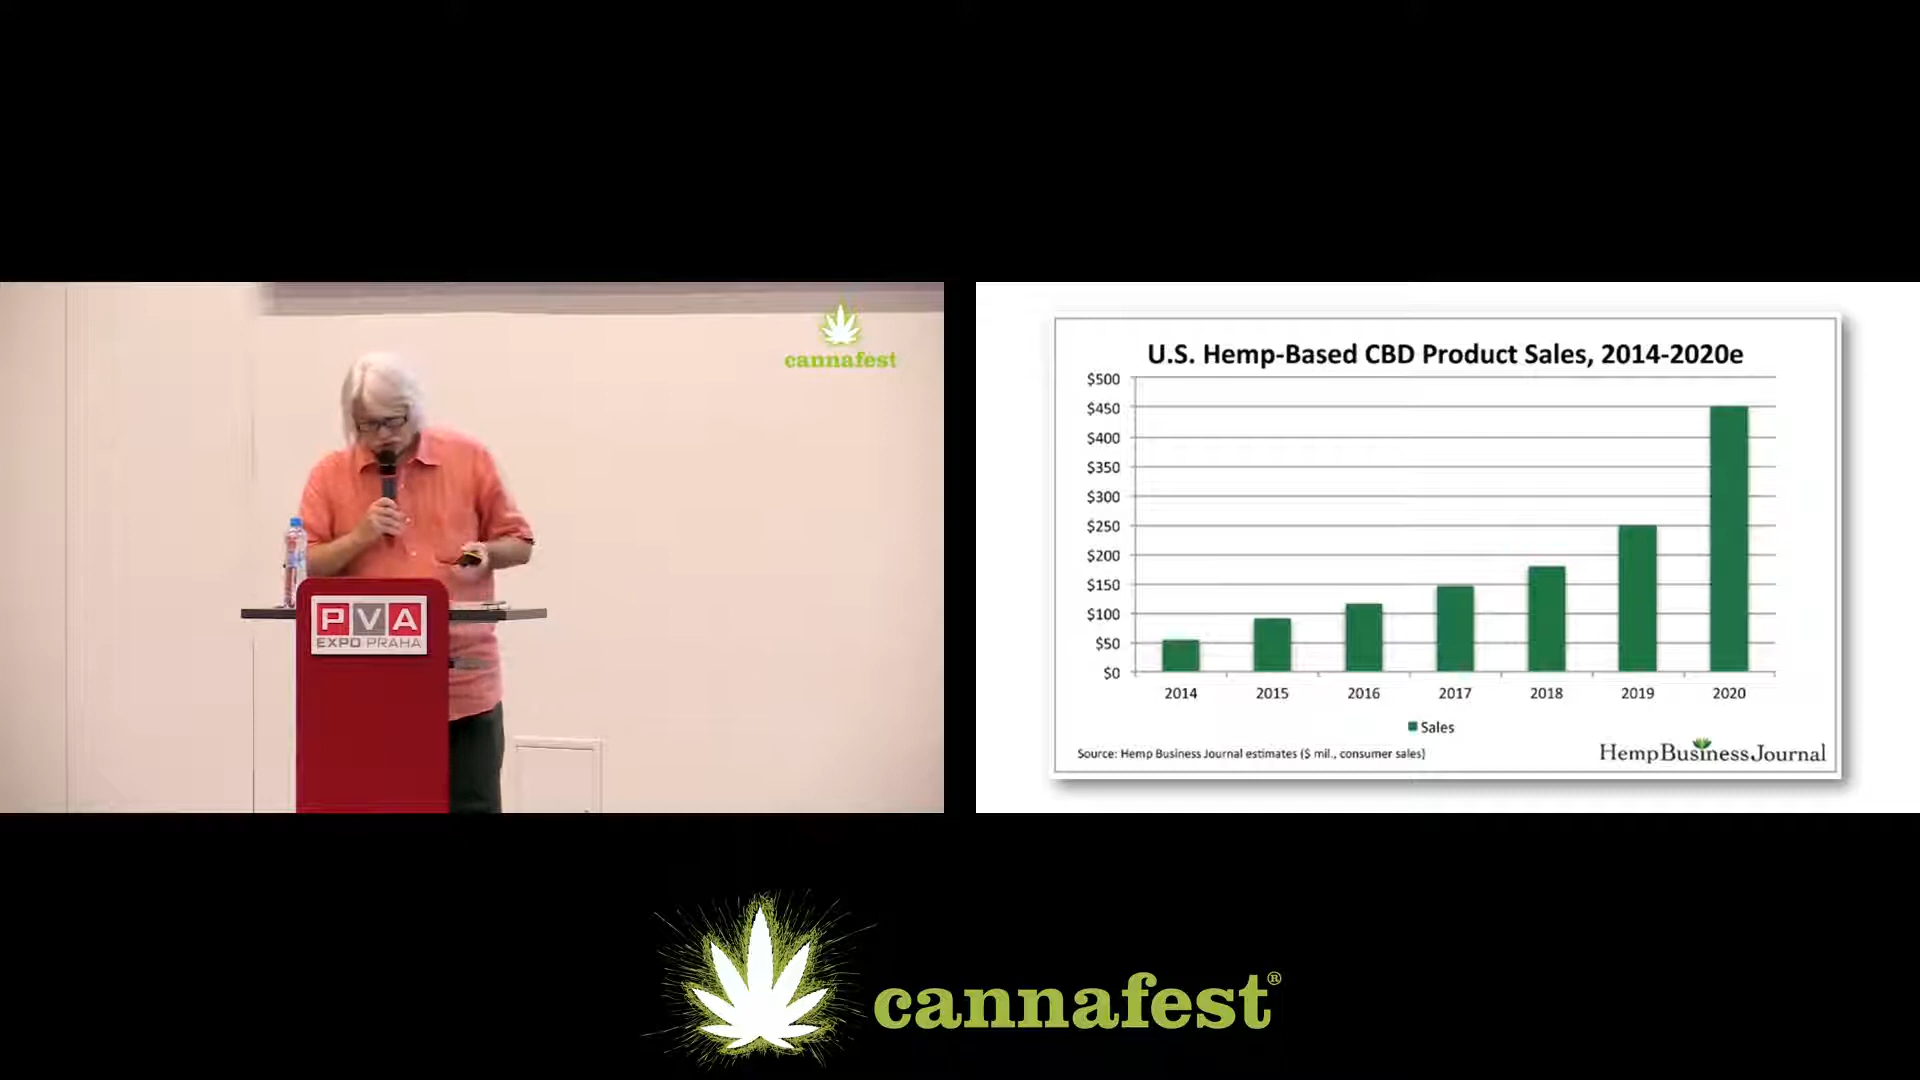 cannafest
PVA
EXPO PRAHA
U.S. Hemp-Based CBD Product Sales, 2014-2020e
$500
$450
$400
$350
$300
$250
$200
$150
$100
$50
$0
2014 2015 2016 2017 2018 2019 2020
Sales
Source: Hemp Business Journal estimates ($ mil., consumer sales)
HempBusinessJournal
cannafest®